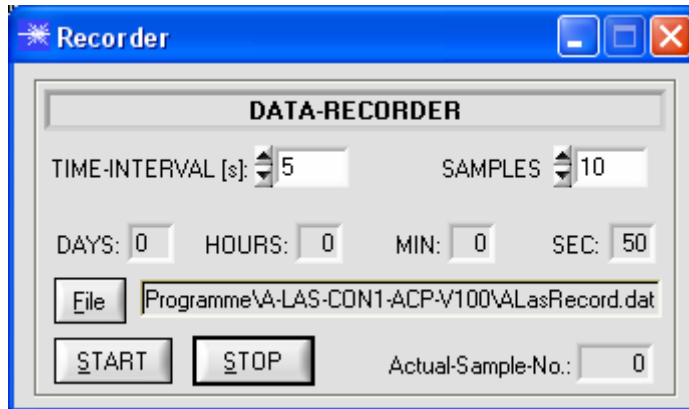 Recorder
DATA-RECORDER
TIME-INTERVAL [s]: 5 SAMPLES 10
DAYS: 0 HOURS: 0 MIN: 0 SEC: 50
File Programme\A-LAS-CON1-ACP-V100\ALasRecord.dat
START STOP Actual-Sample-No.: 0